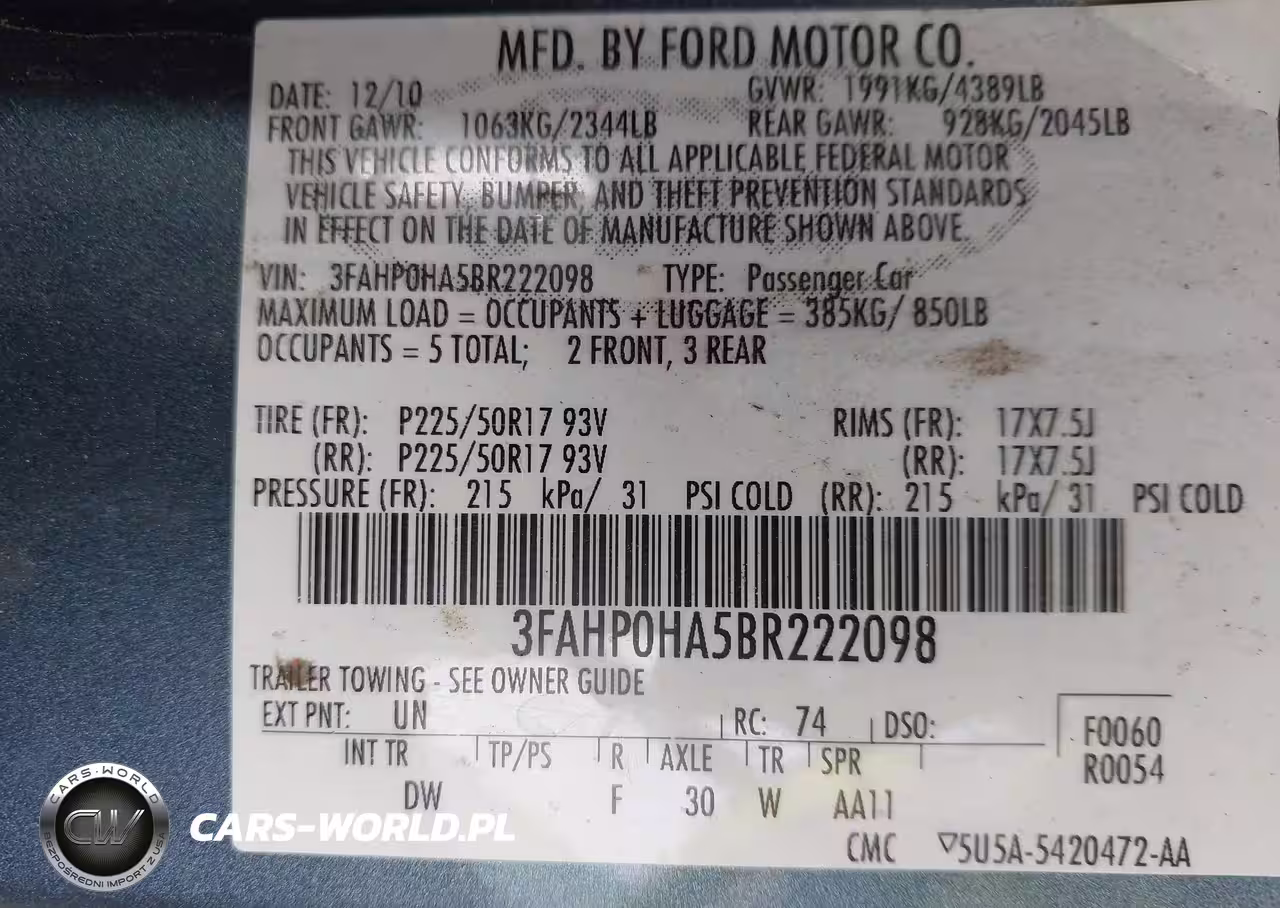 MFD. BY FORD MOTOR CO.
DATE: 12/10 GVWR: 1991KG/4389LB
FRONT GAWR: 1063KG/2344LB REAR GAWR: 928KG/2045LB
THIS VEHICLE CONFORMS TO ALL APPLICABLE FEDERAL MOTOR
VEHICLE SAFETY, BUMPER, AND THEFT PREVENTION STANDARDS
IN EFFECT ON THE DATE OF MANUFACTURE SHOWN ABOVE.
VIN: 3FAHP0HA5BR222098 TYPE: Passenger Car
MAXIMUM LOAD = OCCUPANTS + LUGGAGE = 385KG/ 850LB
OCCUPANTS = 5 TOTAL; 2 FRONT, 3 REAR
TIRE (FR): P225/50R17 93V RIMS (FR): 17X7.5J
(RR): P225/50R17 93V (RR): 17X7.5J
PRESSURE (FR): 215 kPa/ 31 PSI COLD (RR): 215 kPa/ 31 PSI COLD
3FAHP0HA5BR222098
TRAILER TOWING - SEE OWNER GUIDE
EXT PNT: UN RC: 74 DSO:
F0060
R0054
INT TR TP/PS R AXLE TR SPR
DW F 30 W AA11
CMC ▽5U5A-5420472-AA
CARS-WORLD
CW
BEZPOŚREDNI IMPORT Z USA
CARS-WORLD.PL